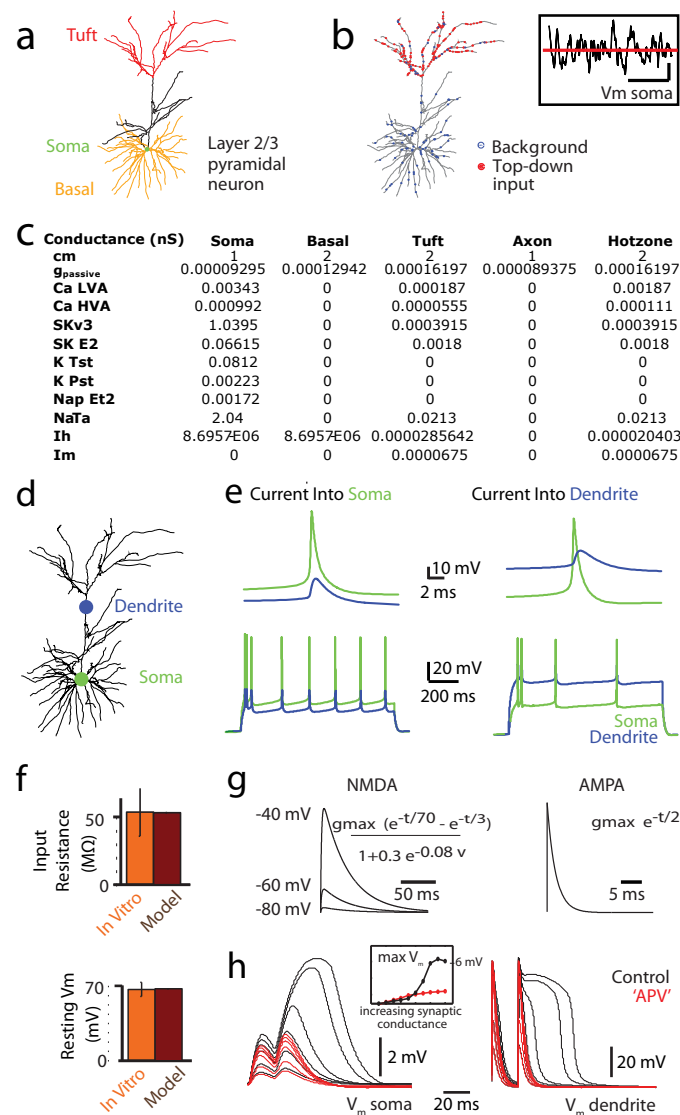 a
Tuft
Soma
Basal
Layer 2/3
pyramidal
neuron
b
Vm soma
Background
Top-down
input
c
Conductance (nS) Soma Basal Tuft Axon Hotzone
cm 1 2 2 1 2
gpassive 0.00009295 0.00012942 0.00016197 0.000089375 0.00016197
Ca LVA 0.00343 0 0.000187 0 0.00187
Ca HVA 0.000992 0 0.0000555 0 0.000111
SKv3 1.0395 0 0.0003915 0 0.0003915
SK E2 0.06615 0 0.0018 0 0.0018
K Tst 0.0812 0 0 0 0
K Pst 0.00223 0 0 0 0
Nap Et2 0.00172 0 0 0 0
NaTa 2.04 0 0.0213 0 0.0213
Ih 8.6957E06 8.6957E06 0.0000285642 0 0.000020403
Im 0 0 0.0000675 0 0.0000675
d
Dendrite
Soma
e
Current Into Soma
Current Into Dendrite
10 mV
2 ms
20 mV
200 ms
Soma
Dendrite
f
50
0
Input
Resistance
(MΩ)
In Vitro
Model
70
0
Resting Vm
(mV)
In Vitro
Model
g
NMDA
-40 mV
-60 mV
-80 mV
gmax (e-t/70 - e-t/3)
1+0.3 e-0.08 v
50 ms
AMPA
gmax e-t/2
5 ms
h
max Vm
-6 mV
increasing synaptic
conductance
2 mV
Vm soma
20 ms
Control
'APV'
20 mV
Vm dendrite